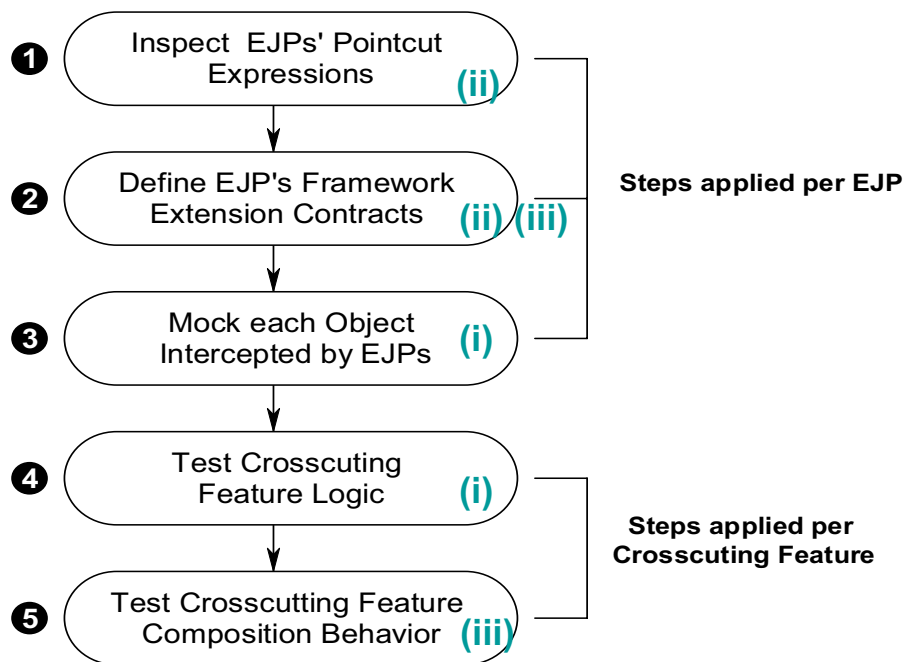 1
Inspect EJPs' Pointcut
Expressions
(ii)
2
Define EJP's Framework
Extension Contracts
(ii) (iii)
Steps applied per EJP
3
Mock each Object
Intercepted by EJPs
(i)
4
Test Crosscuting
Feature Logic
(i)
Steps applied per
Crosscuting Feature
5
Test Crosscutting Feature
Composition Behavior
(iii)